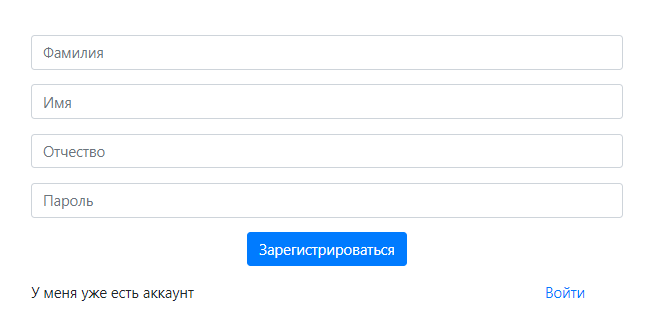 Фамилия
Имя
Отчество
Пароль
Зарегистрироваться
У меня уже есть аккаунт Войти